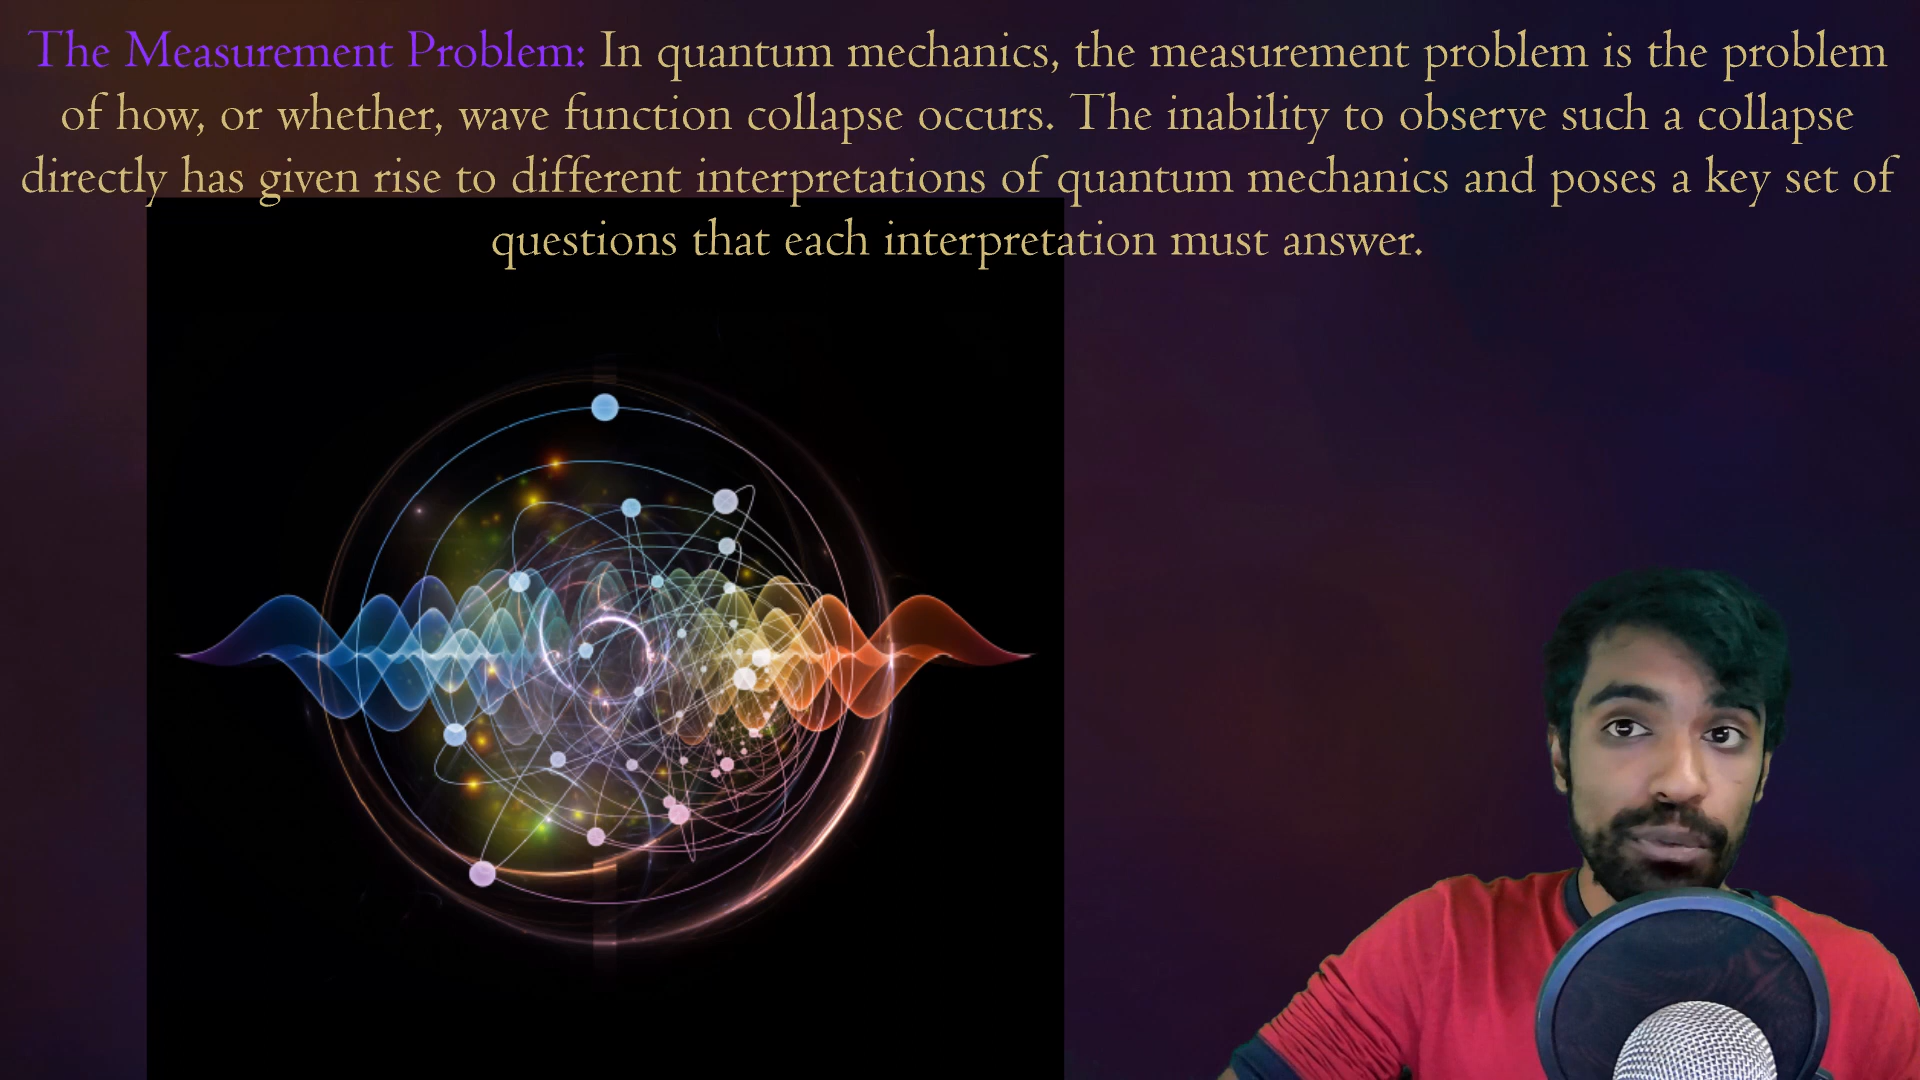 The Measurement Problem: In quantum mechanics, the measurement problem is the problem
of how, or whether, wave function collapse occurs. The inability to observe such a collapse
directly has given rise to different interpretations of quantum mechanics and poses a key set of
questions that each interpretation must answer.